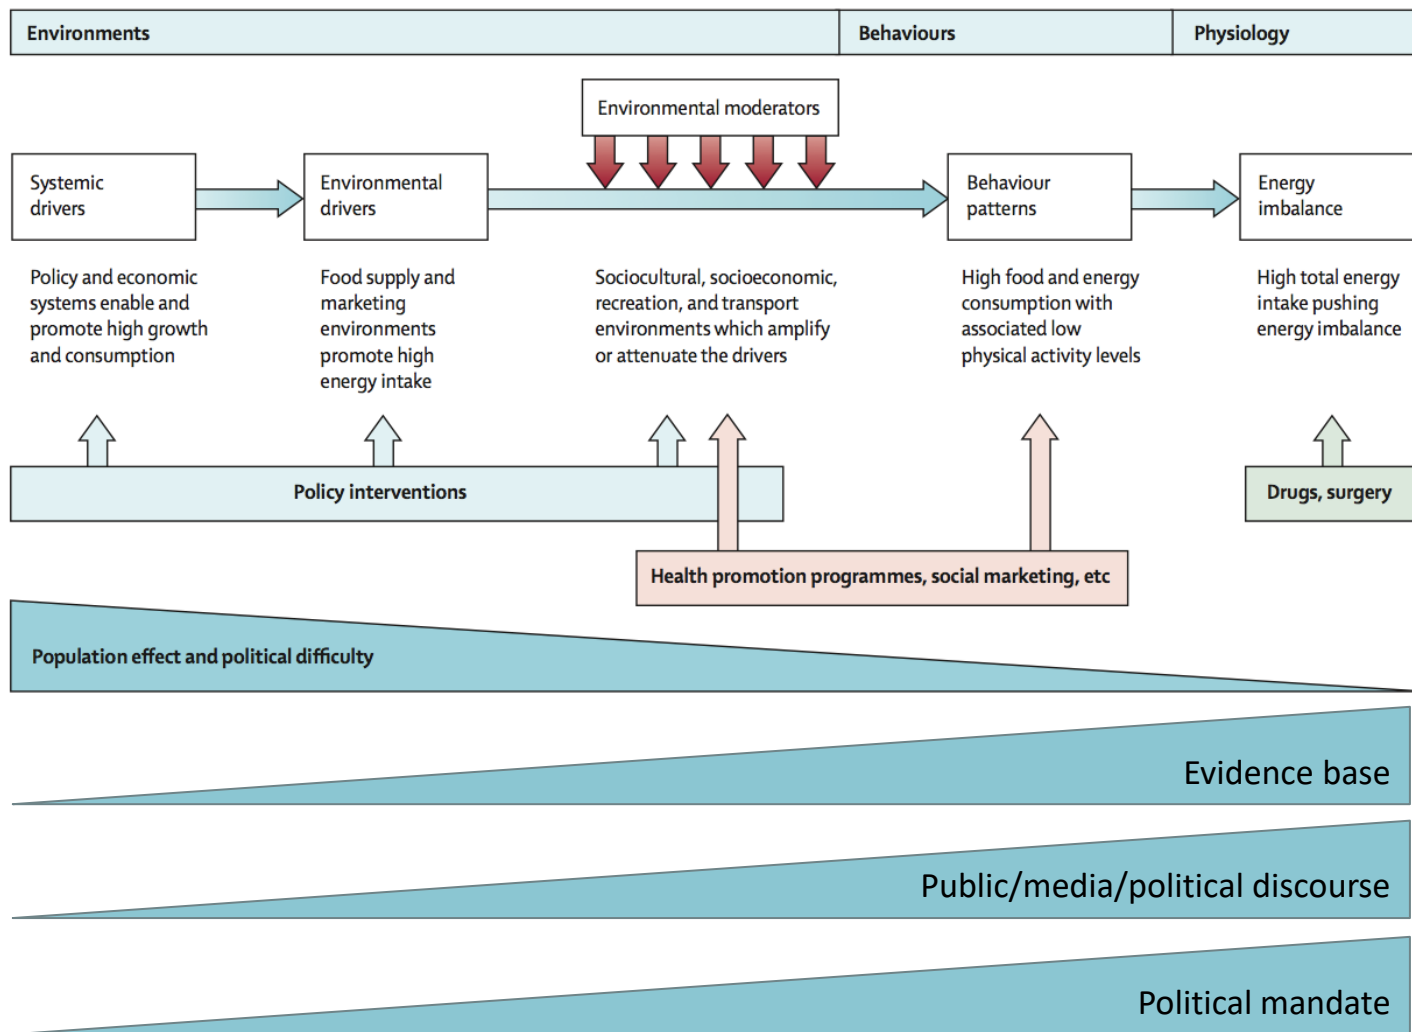 Environments
Behaviours
Physiology
Environmental moderators
Systemic
drivers
Environmental
drivers
Behaviour
patterns
Energy
imbalance
Policy and economic
systems enable and
promote high growth
and consumption
Food supply and
marketing
environments
promote high
energy intake
Sociocultural, socioeconomic,
recreation, and transport
environments which amplify
or attenuate the drivers
High food and energy
consumption with
associated low
physical activity levels
High total energy
intake pushing
energy imbalance
Policy interventions
Drugs, surgery
Health promotion programmes, social marketing, etc
Population effect and political difficulty
Evidence base
Public/media/political discourse
Political mandate